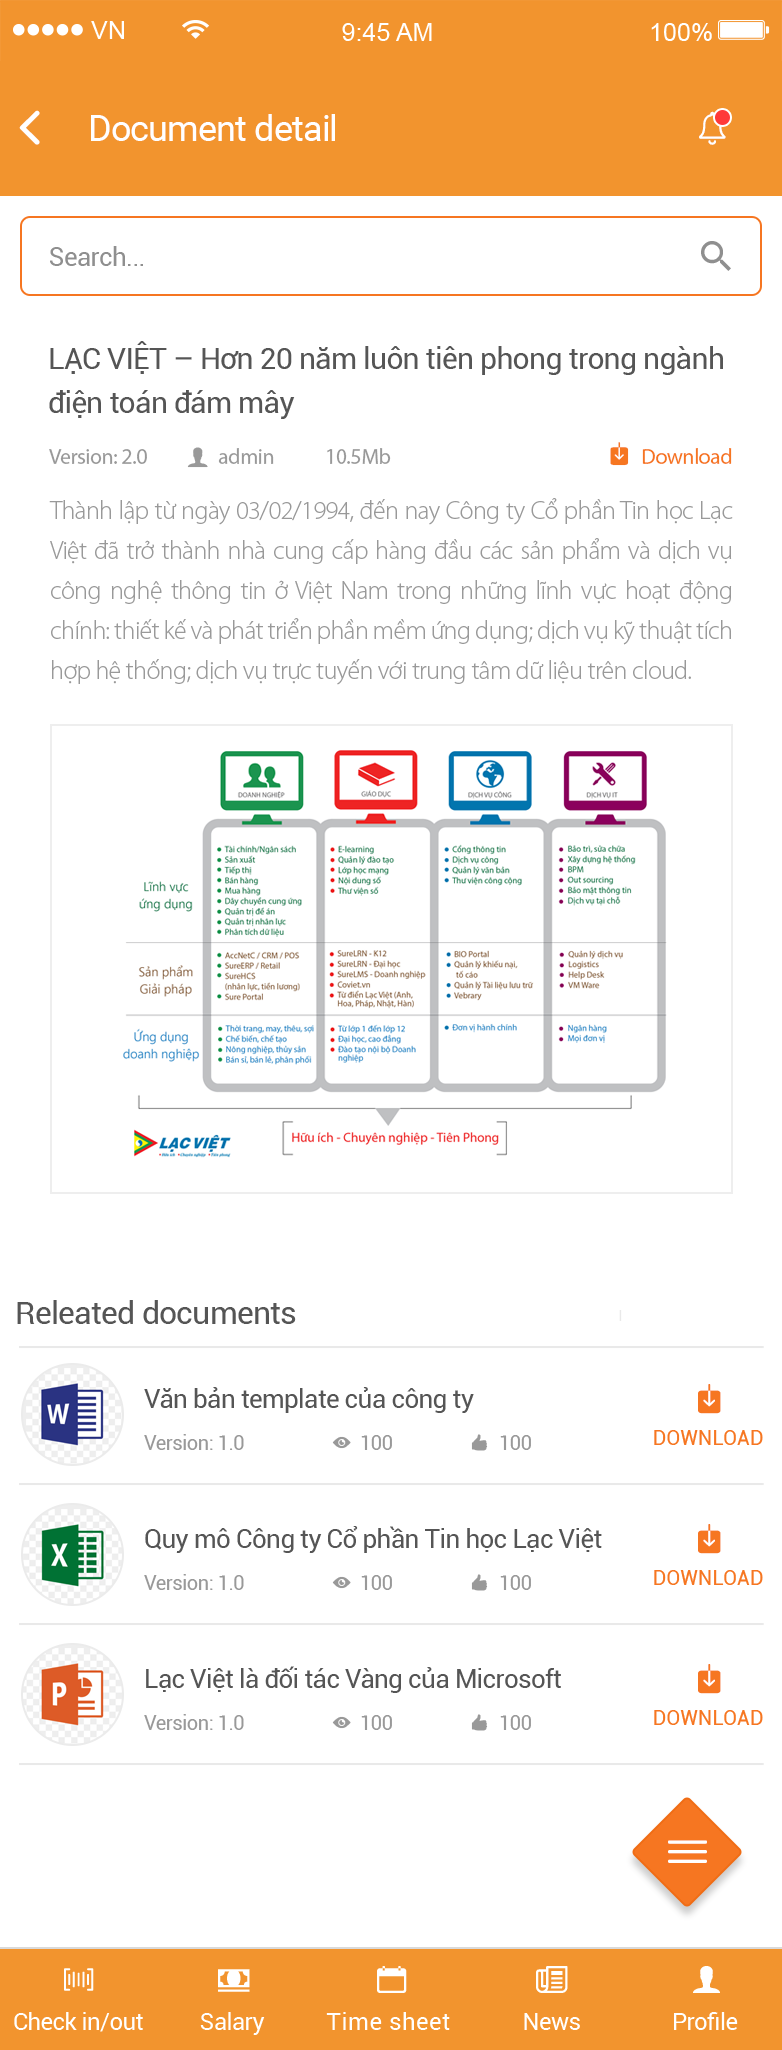 VN
9:45 AM
100%
Document detail
Search...
LẠC VIỆT – Hơn 20 năm luôn tiên phong trong ngành
điện toán đám mây
Version: 2.0 admin 10.5Mb Download
Thành lập từ ngày 03/02/1994, đến nay Công ty Cổ phần Tin học Lạc
Việt đã trở thành nhà cung cấp hàng đầu các sản phẩm và dịch vụ
công nghệ thông tin ở Việt Nam trong những lĩnh vực hoạt động
chính: thiết kế và phát triển phần mềm ứng dụng; dịch vụ kỹ thuật tích
hợp hệ thống; dịch vụ trực tuyến với trung tâm dữ liệu trên cloud.
DOANH NGHIỆP
GIÁO DỤC
DỊCH VỤ CÔNG
DỊCH VỤ IT
Lĩnh vực
ứng dụng
Tài chính/Ngân sách
Sản xuất
Tiếp thị
Bán hàng
Mua hàng
Dây chuyền cung ứng
Quản trị đề án
Quản trị nhân lực
Phân tích dữ liệu
E-learning
Quản lý đào tạo
Lớp học mạng
Nội dung số
Thư viện số
Cổng thông tin
Dịch vụ công
Quản lý văn bản
Thư viện công cộng
Bảo trì, sửa chữa
Xây dựng hệ thống
BPM
Out sourcing
Bảo mật thông tin
Dịch vụ tại chỗ
Sản phẩm
Giải pháp
AccNetC / CRM / POS
SureERP / Retail
SureHCS
(nhân lực, tiền lương)
Sure Portal
SureLRN - K12
SureLRN - Đại học
SureLMS - Doanh nghiệp
Coviet.vn
Từ điển Lạc Việt (Anh,
Hoa, Pháp, Nhật, Hàn)
BIO Portal
Quản lý khiếu nại,
tố cáo
Quản lý Tài liệu lưu trữ
Vebrary
Quản lý dịch vụ
Logistics
Help Desk
VM Ware
Ứng dụng
doanh nghiệp
Thời trang, may, thêu, sợi
Chế biến, chế tạo
Nông nghiệp, thủy sản
Bán sỉ, bán lẻ, phân phối
Từ lớp 1 đến lớp 12
Đại học, cao đẳng
Đào tạo nội bộ Doanh
nghiệp
Đơn vị hành chính
Ngân hàng
Mọi đơn vị
LẠC VIỆT
Hữu ích - Chuyên nghiệp - Tiên phong
Hữu ích - Chuyên nghiệp - Tiên Phong
Releated documents
W
Văn bản template của công ty
Version: 1.0 100 100
DOWNLOAD
X
Quy mô Công ty Cổ phần Tin học Lạc Việt
Version: 1.0 100 100
DOWNLOAD
P
Lạc Việt là đối tác Vàng của Microsoft
Version: 1.0 100 100
DOWNLOAD
Check in/out Salary Time sheet News Profile